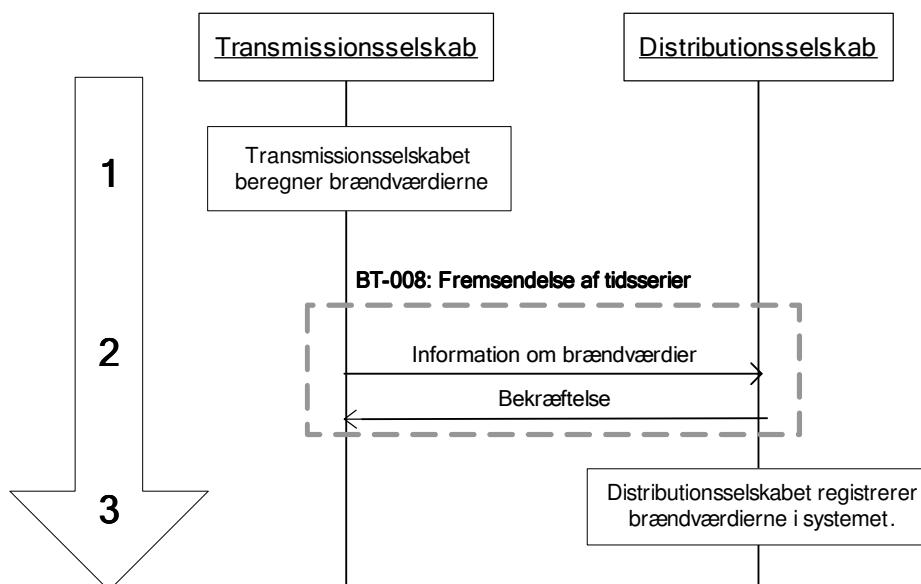 Transmissionsselskab
Distributionsselskab
1
Transmissionsselskabet
beregner brændværdierne
BT-008: Fremsendelse af tidsserier
2
Information om brændværdier
Bekræftelse
3
Distributionsselskabet registrerer
brændværdierne i systemet.